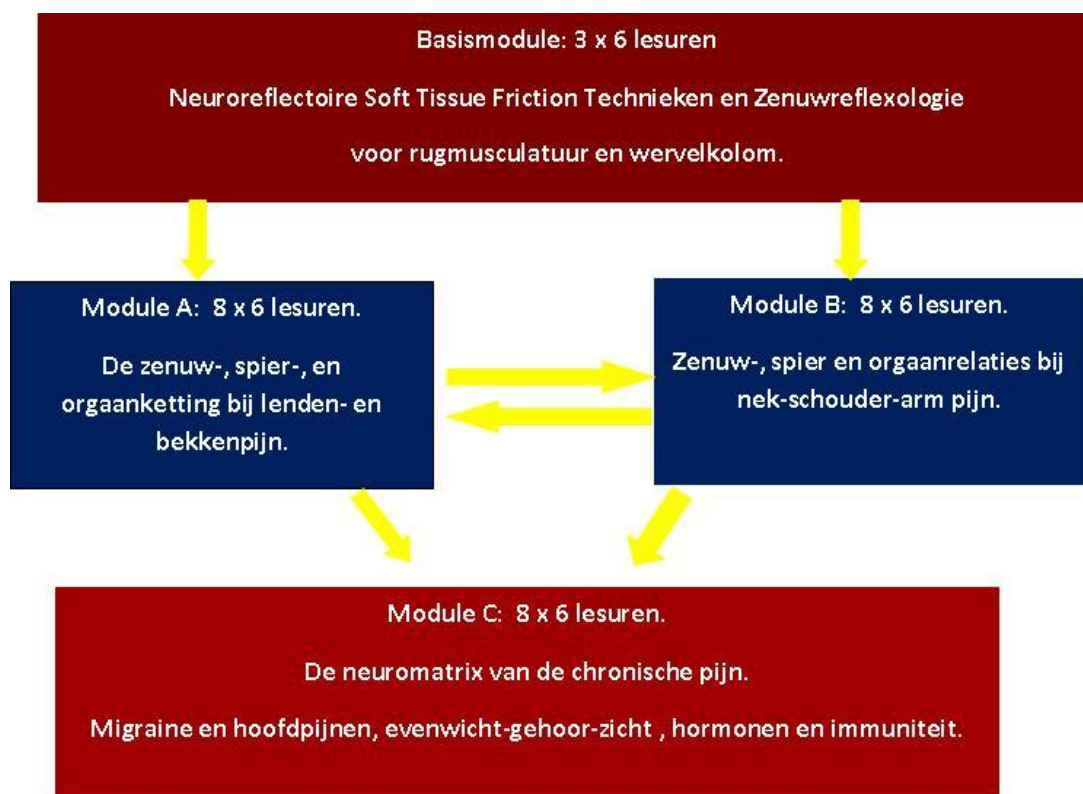 Basismodule: 3 x 6 lesuren
Neuroreflectoire Soft Tissue Friction Technieken en Zenuwreflexologie
voor rugmusculatuur en wervelkolom.
Module A:  8 x 6 lesuren.
De zenuw-, spier-, en
orgaanketting bij lenden- en
bekkenpijn.
Module B:  8 x 6 lesuren.
Zenuw-, spier en orgaanrelaties bij
nek-schouder-arm pijn.
Module C:  8 x 6 lesuren.
De neuromatrix van de chronische pijn.
Migraine en hoofdpijnen, evenwicht-gehoor-zicht , hormonen en immuniteit.